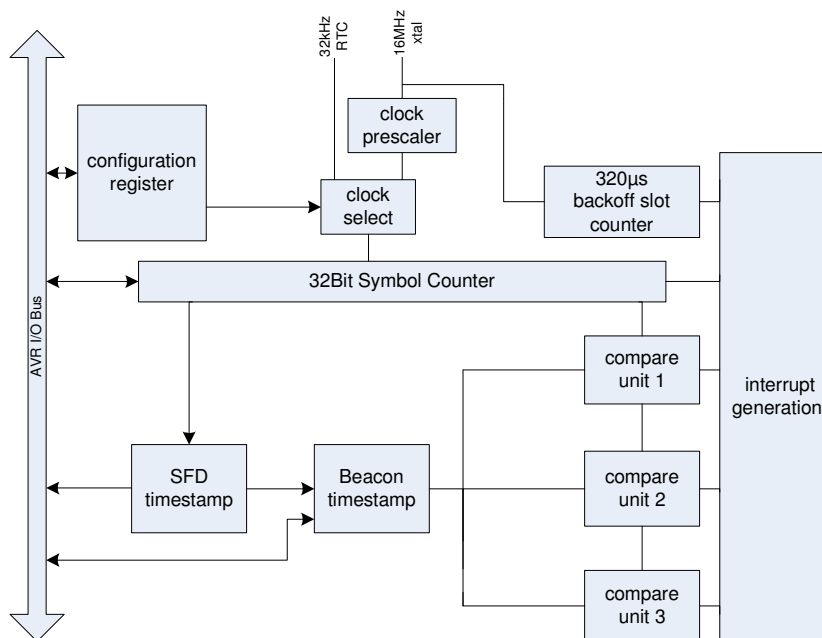 32kHz
RTC
16MHz
xtal
clock
prescaler
configuration
register
clock
select
320µs
backoff slot
counter
32Bit Symbol Counter
AVR I/O Bus
compare
unit 1
interrupt
generation
SFD
timestamp
Beacon
timestamp
compare
unit 2
compare
unit 3